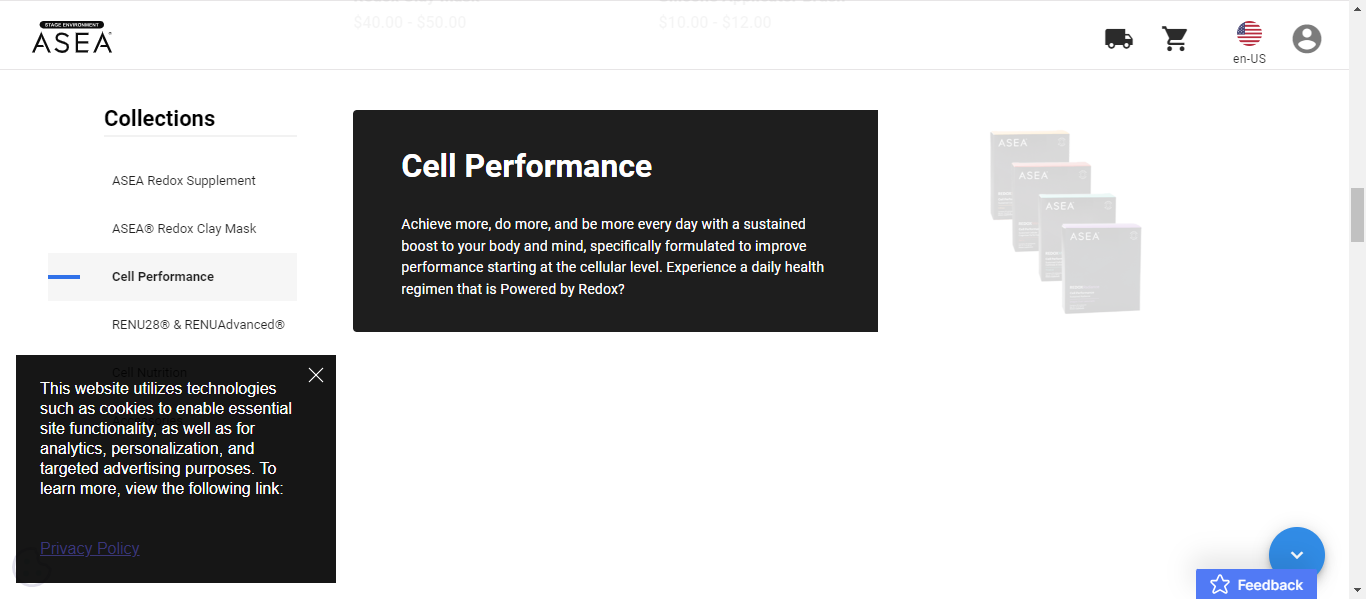 $40.00 - $50.00
$10.00 - $12.00
STAGE ENVIRONMENT
ASEA
en-US
Collections
ASEA Redox Supplement
ASEA® Redox Clay Mask
Cell Performance
RENU28® & RENUAdvanced®
Cell Nutrition
Cell Performance
Achieve more, do more, and be more every day with a sustained
boost to your body and mind, specifically formulated to improve
performance starting at the cellular level. Experience a daily health
regimen that is Powered by Redox?
ASEA
ASEA
ASEA
ASEA
This website utilizes technologies
such as cookies to enable essential
site functionality, as well as for
analytics, personalization, and
targeted advertising purposes. To
learn more, view the following link:
Privacy Policy
Feedback